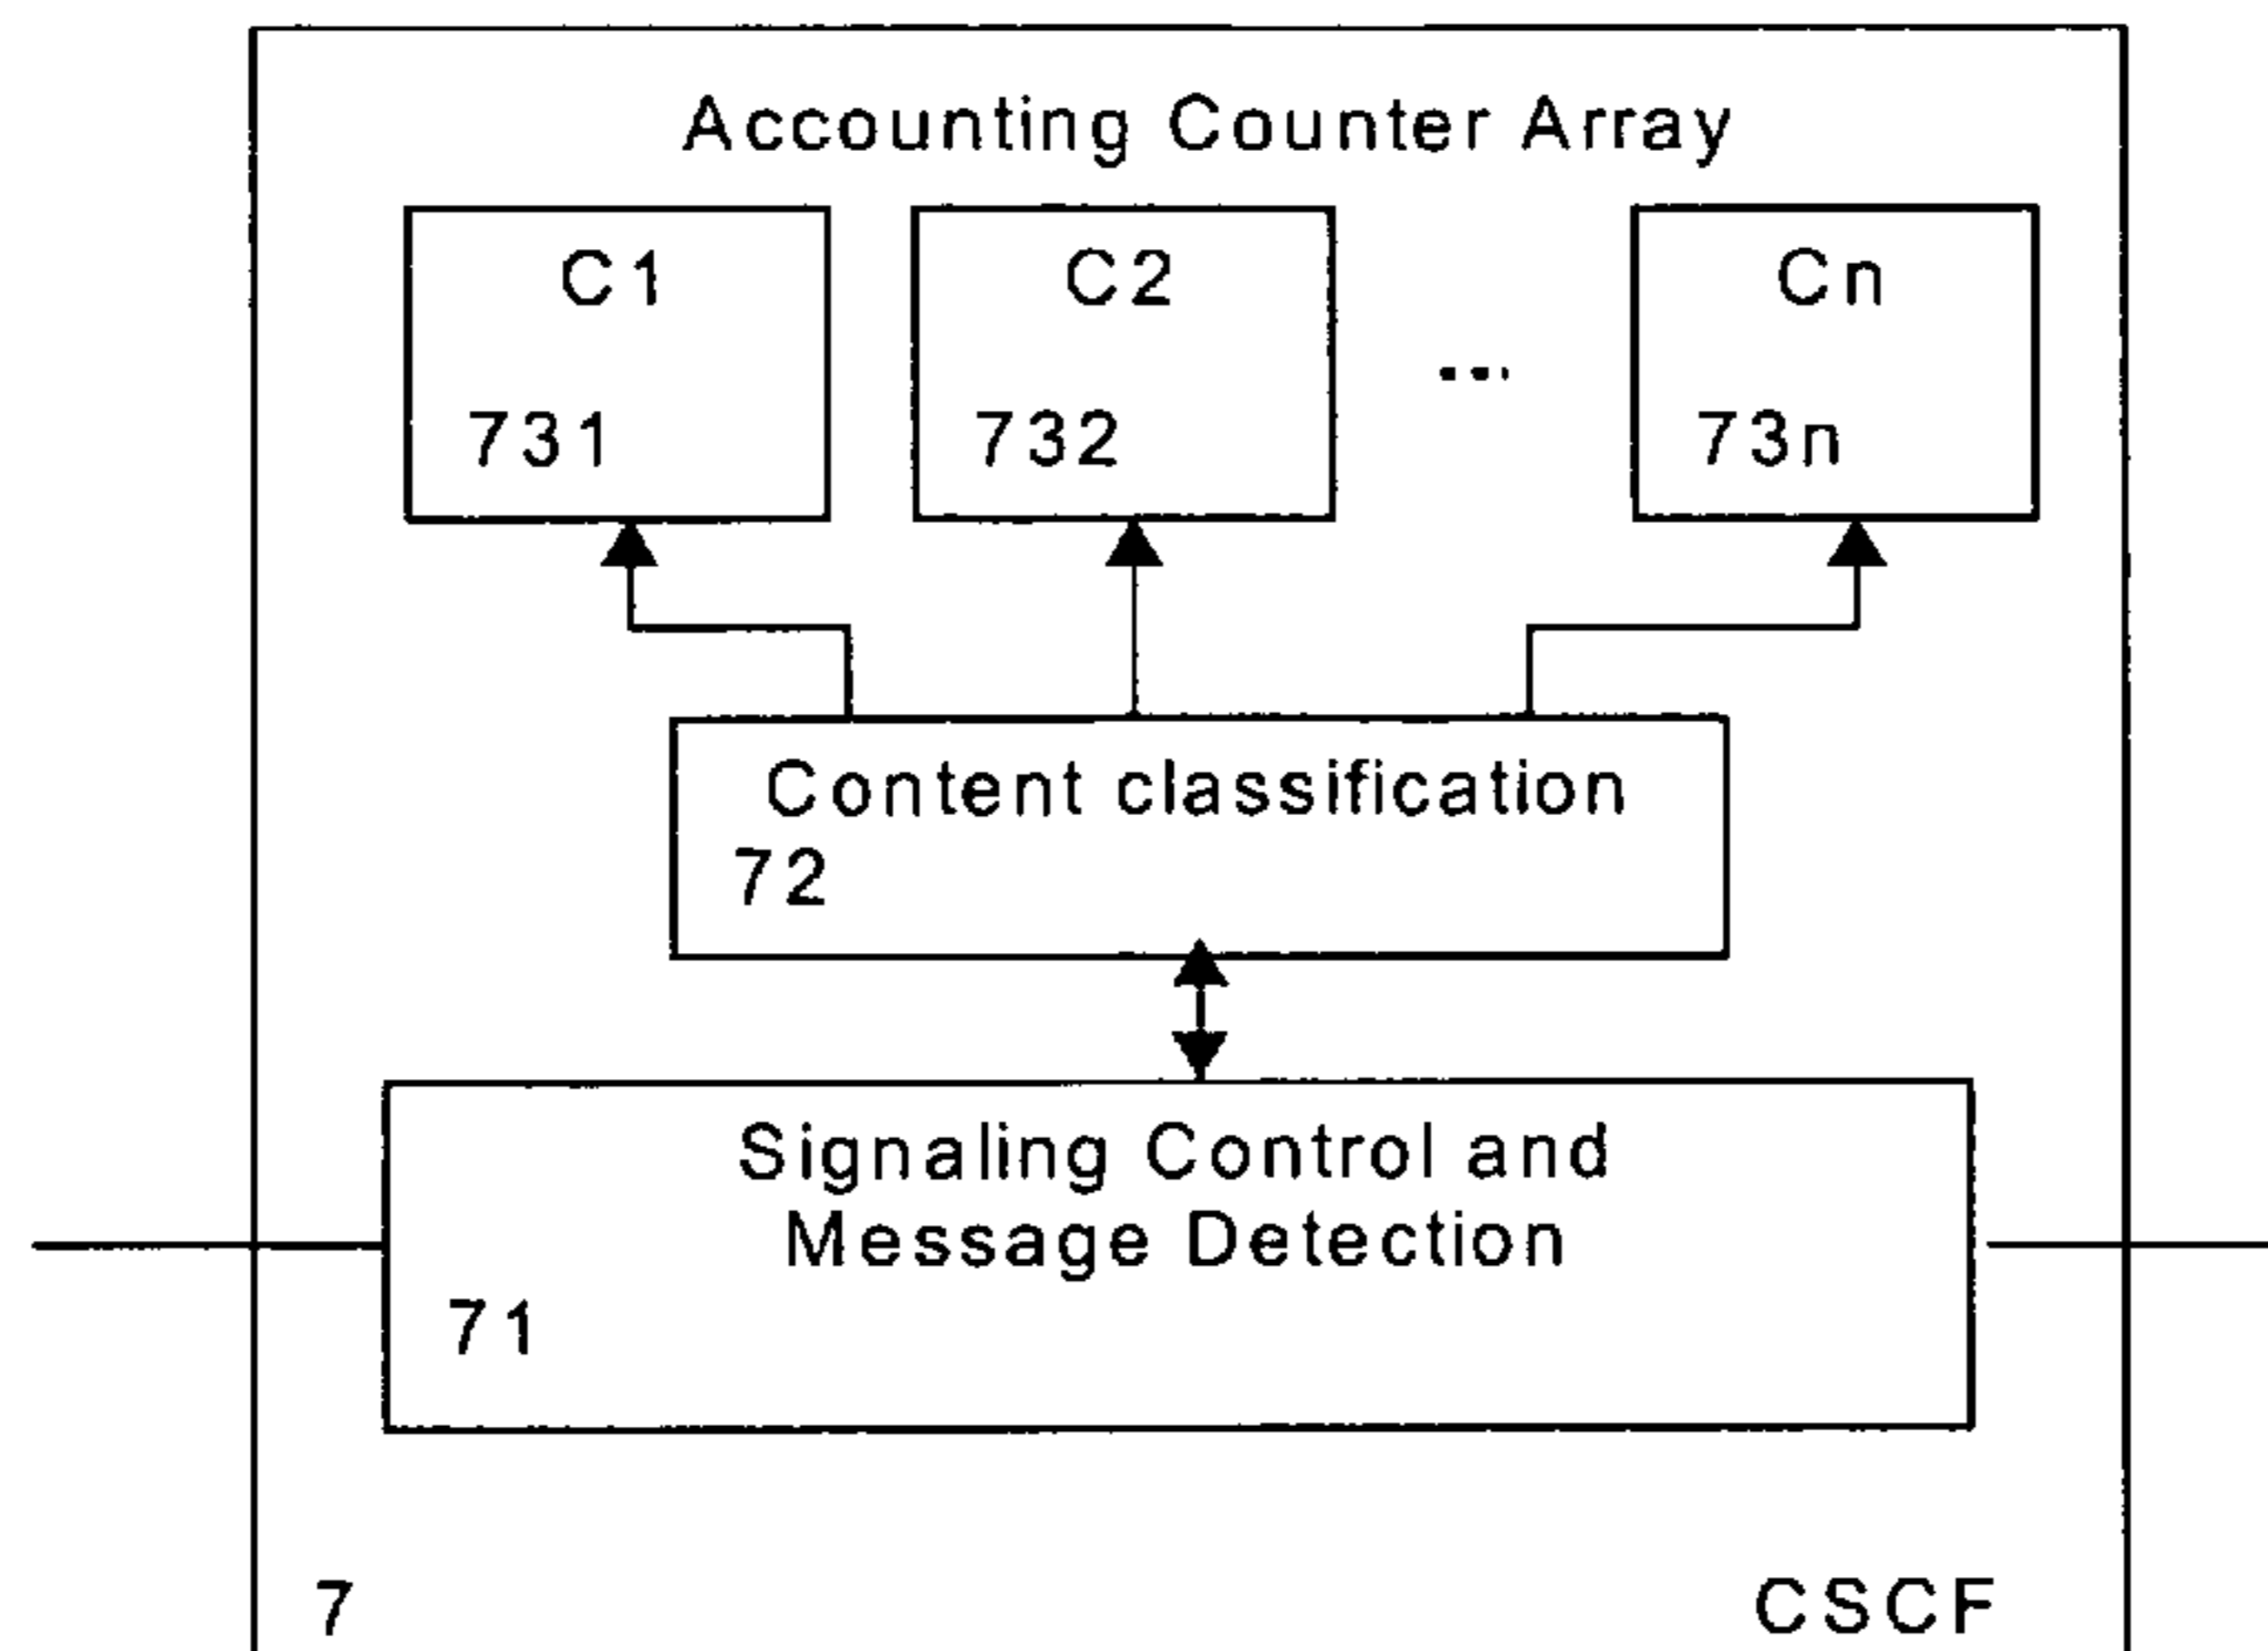 Accounting Counter Array
C1
C2
Cn
...
731
732
73n
Content classification
72
Signaling Control and
Message Detection
71
7
CSCF